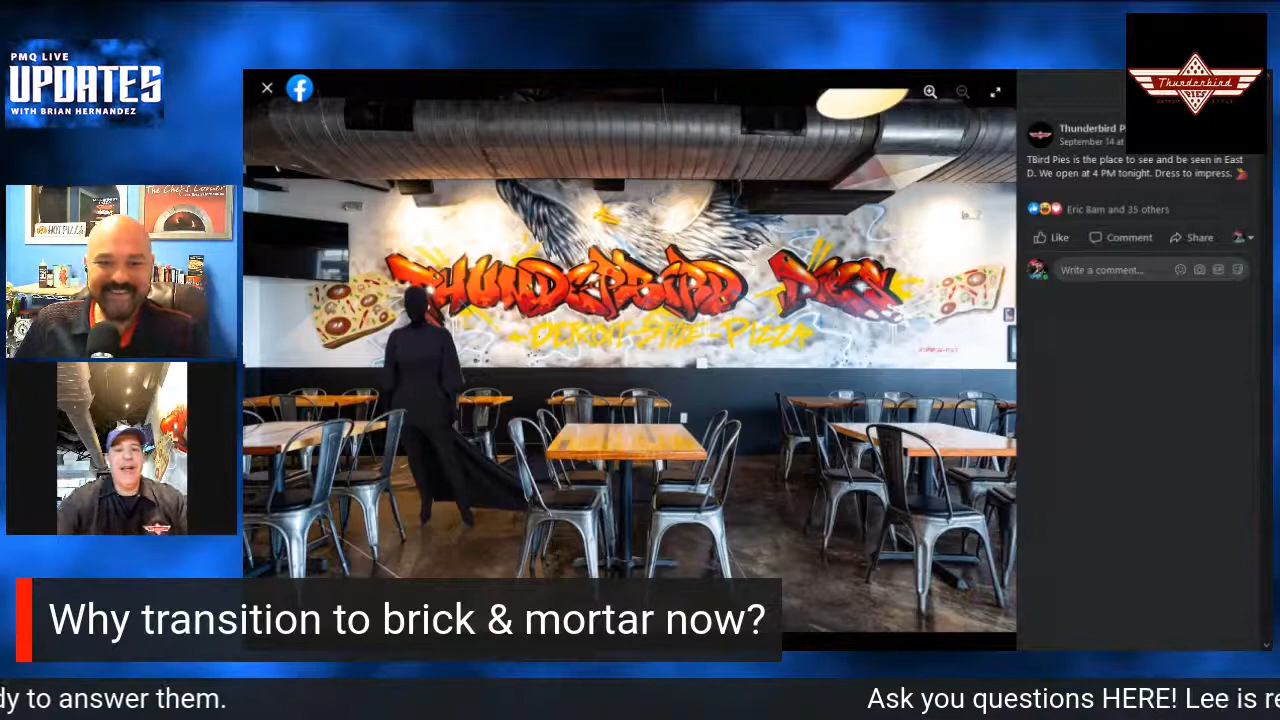 PMQ LIVE
UPDATES
WITH BRIAN HERNANDEZ
The Chef's Corner
HOT PIZZA
THUNDERBIRD PIES
DETROIT-STYLE-PIZZA
Thunderbird
PIES
DETROIT STYLE
Thunderbird P
September 14 at
TBird Pies is the place to see and be seen in East
D. We open at 4 PM tonight. Dress to impress.
Eric Bam and 35 others
Like Comment Share
Write a comment...
Why transition to brick & mortar now?
dy to answer them.
Ask you questions HERE! Lee is re